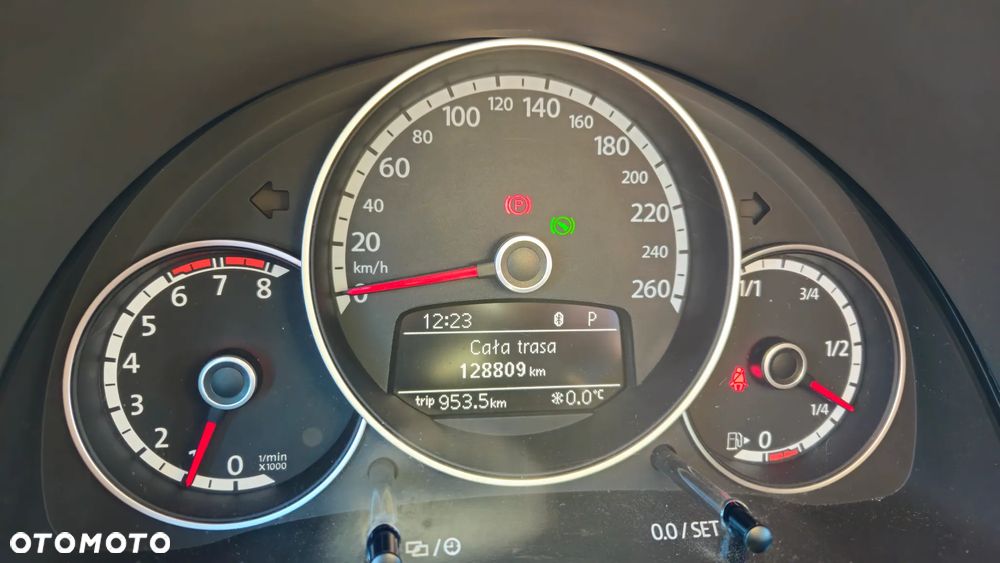 0 20 40 60 80 100 120 140 160 180 200 220 240 260
km/h
P
12:23 P
Cała trasa
128809 km
trip 953.5km 0.0°C
0 1 2 3 4 5 6 7 8
1/min
X1000
1/1 3/4 1/2 1/4 0
0.0 / SET
OTOMOTO